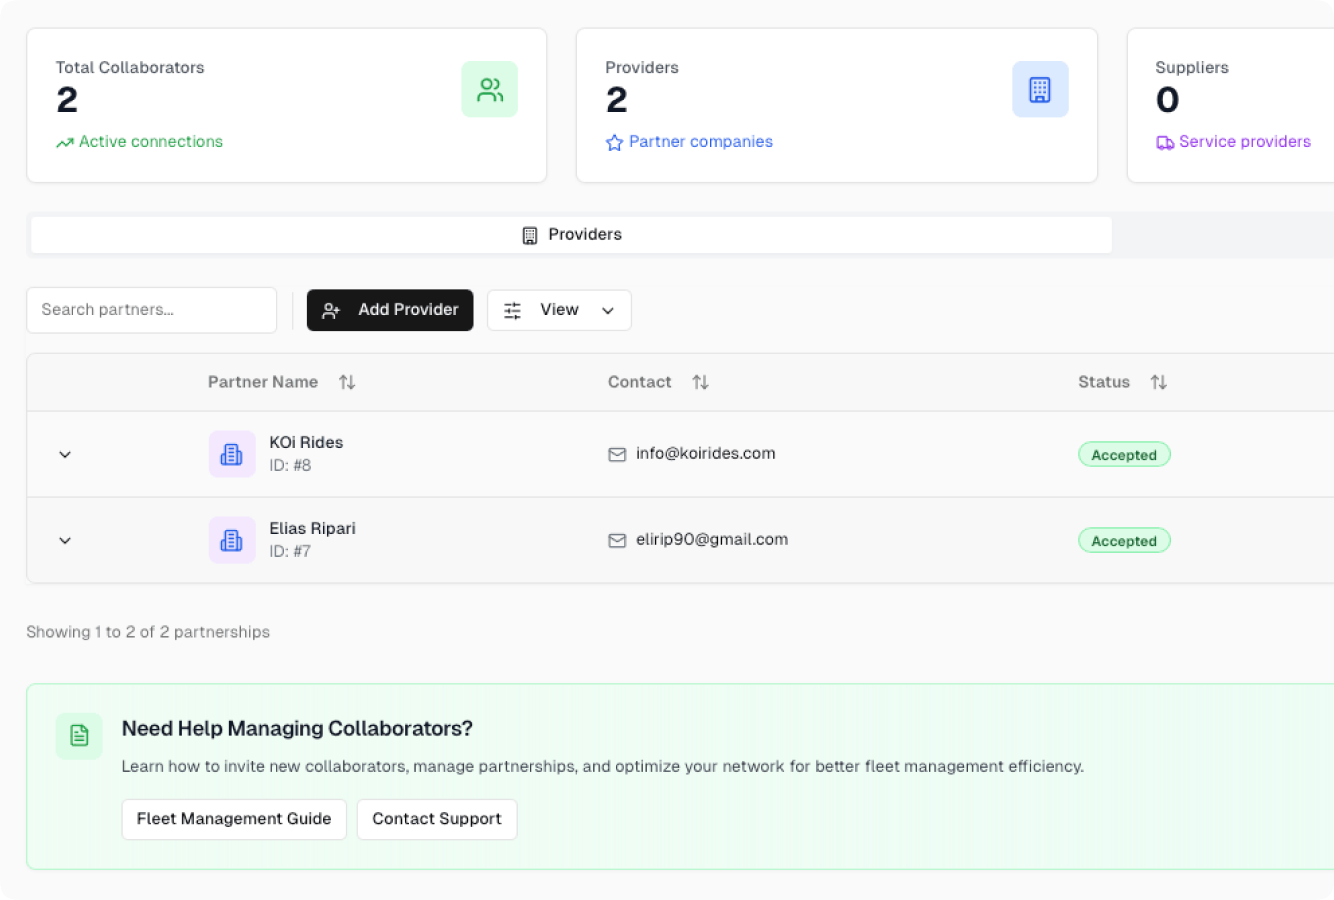 Total Collaborators
2
Active connections
Providers
2
Partner companies
Suppliers
0
Service providers
Providers
Search partners...
Add Provider
View
Partner Name
Contact
Status
KOi Rides
ID: #8
info@koirides.com
Accepted
Elias Ripari
ID: #7
elirip90@gmail.com
Accepted
Showing 1 to 2 of 2 partnerships
Need Help Managing Collaborators?
Learn how to invite new collaborators, manage partnerships, and optimize your network for better fleet management efficiency.
Fleet Management Guide
Contact Support